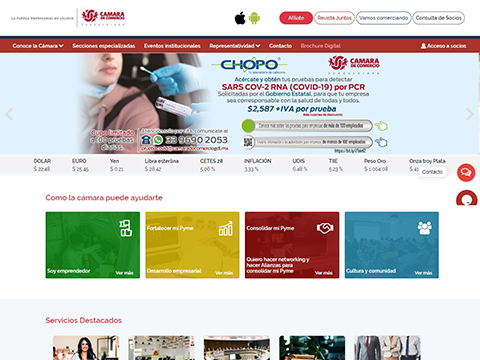 LA FUERZA EMPRESARIAL DE JALISCO
CAMARA
DE COMERCIO
GUADALAJARA
Afíliate
Revista Juntos
Vamos comerciando
Consulta de Socios
Conoce la Cámara
Secciones especializadas
Eventos institucionales
Representatividad
Contacto
Brochure Digital
Acceso a socios
CHOPO
CAMARA
DE COMERCIO
Acércate y obtén tus pruebas para detectar
SARS COV-2 RNA (COVID-19) por PCR
Solicitadas por el Gobierno Estatal, para que tu empresa
sea corresponsable con la salud de todas y todos.
$2,587 +IVA por prueba
Cupo limitado
pruebas
diarias.
33 1690 2053
DOLAR
EURO
Yen
Libra esterlina
CETES 28
INFLACIÓN
UDIS
TIIE
Peso Oro
Onza troy Plata
$ 22.48
$ 25.45
$ 0.21
$ 28.42
5.06 %
3.33 %
6.48 %
5.23 %
$ 1 004.08
Contacto
Como la cámara puede ayudarte
Soy emprendedor
Ver más
Fortalecer mi Pyme
Desarrollo empresarial
Ver más
Consolidar mi Pyme
Quiero hacer networking y
hacer Alianzas para
consolidar mi Pyme
Ver más
Cultura y comunidad
Ver más
Servicios Destacados